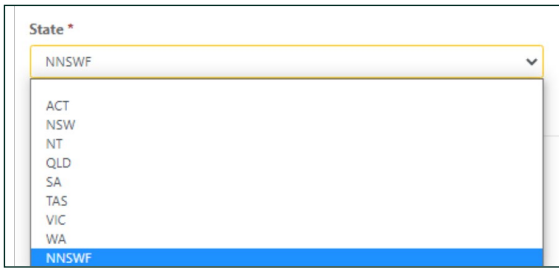 State *
NNSWF
ACT
NSW
NT
QLD
SA
TAS
VIC
WA
NNSWF